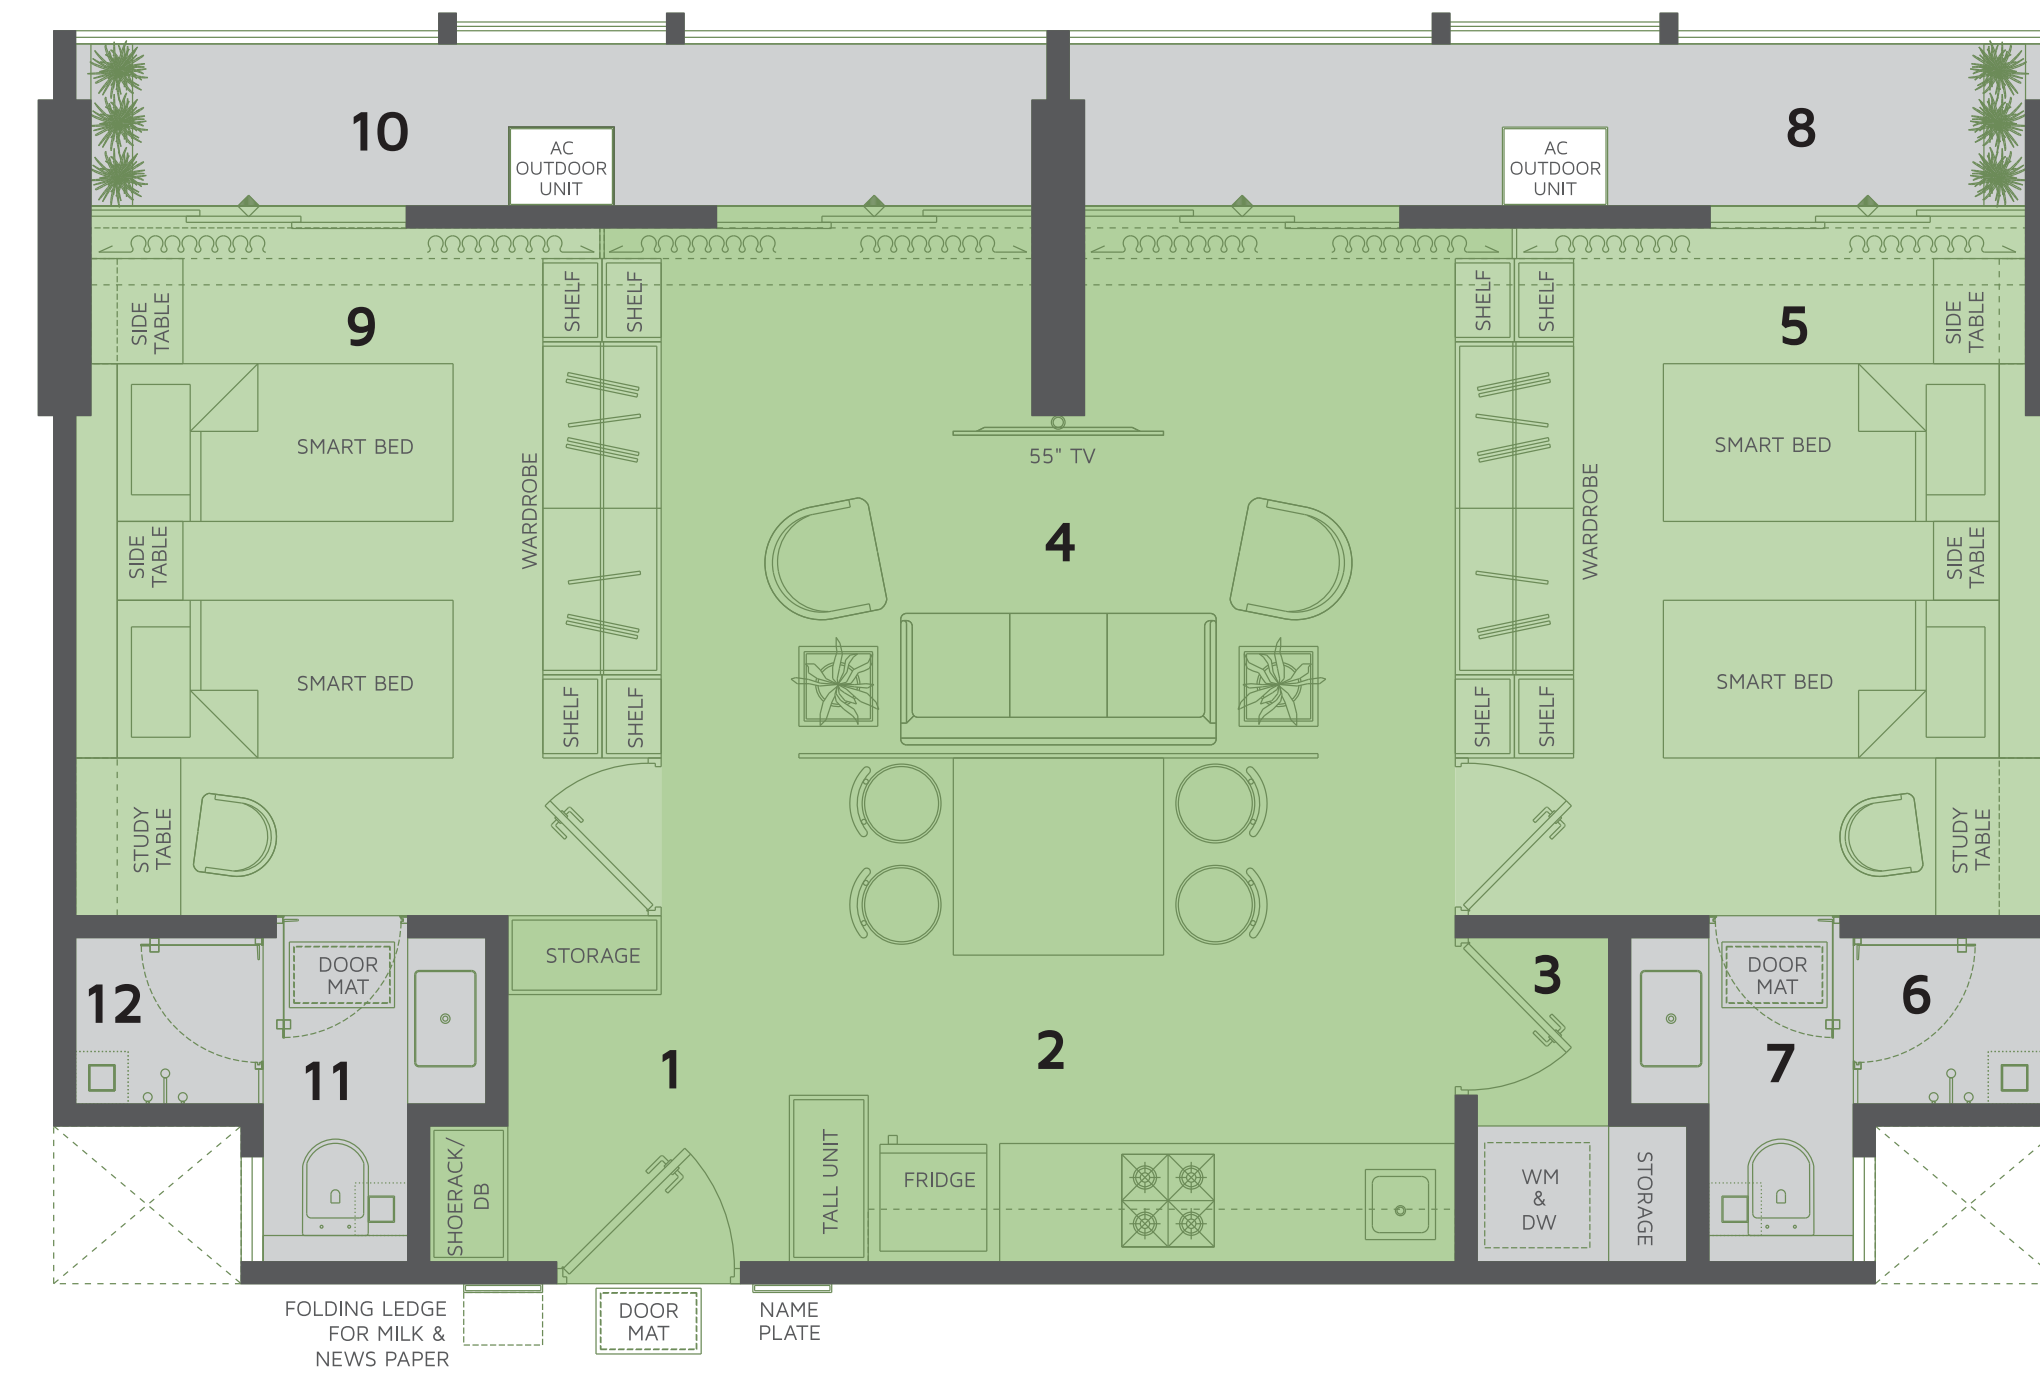 10
8
AC
OUTDOOR
UNIT
AC
OUTDOOR
UNIT
SIDE
TABLE
9
SHELF
SHELF
SHELF
SHELF
5
SIDE
TABLE
SMART BED
WARDROBE
55" TV
4
WARDROBE
SMART BED
SIDE
TABLE
SIDE
TABLE
SMART BED
SHELF
SHELF
SHELF
SHELF
SMART BED
STUDY
TABLE
STUDY
TABLE
12
DOOR
MAT
STORAGE
3
DOOR
MAT
6
11
1
2
7
SHOERACK/
DB
TALL UNIT
FRIDGE
WM
&
DW
STORAGE
FOLDING LEDGE
FOR MILK &
NEWS PAPER
DOOR
MAT
NAME
PLATE